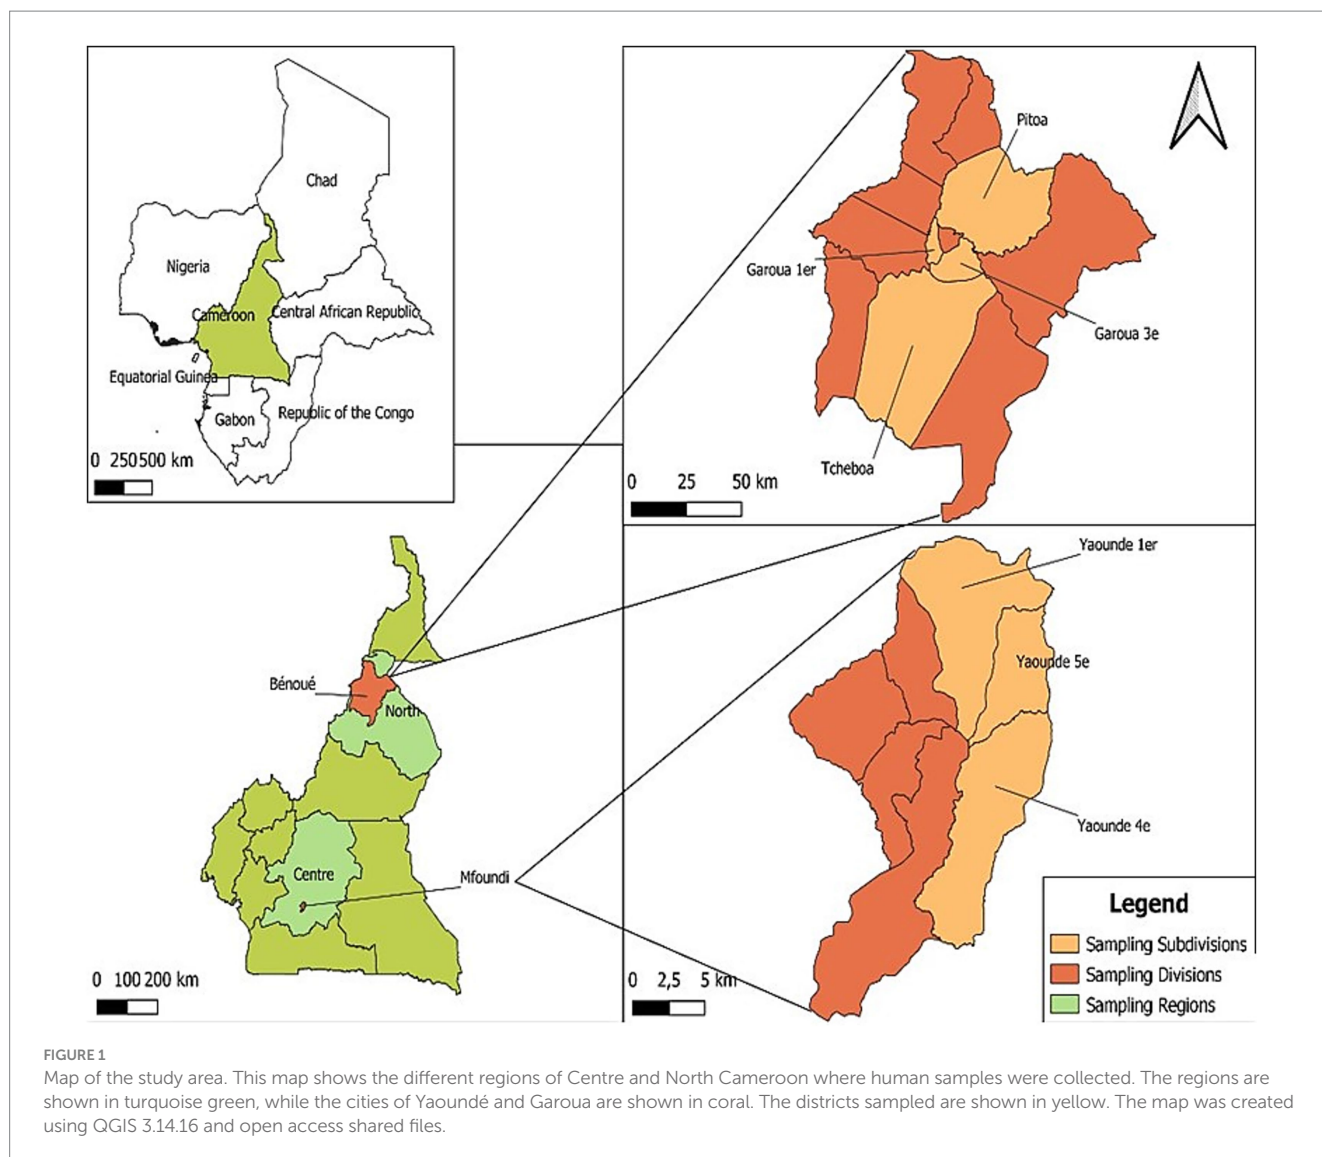 Chad
Nigeria
Cameroon
Central African Republic
Equatorial Guinea
Gabon
Republic of the Congo
0 250500 km
Pitoa
Garoua 1er
Garoua 3e
Tcheboa
0 25 50 km
Bénoué
North
Centre
Mfoundi
0 100200 km
Yaounde 1er
Yaounde 5e
Yaounde 4e
0 2,5 5 km
Legend
Sampling Subdivisions
Sampling Divisions
Sampling Regions
FIGURE 1
Map of the study area. This map shows the different regions of Centre and North Cameroon where human samples were collected. The regions are
shown in turquoise green, while the cities of Yaoundé and Garoua are shown in coral. The districts sampled are shown in yellow. The map was created
using QGIS 3.14.16 and open access shared files.